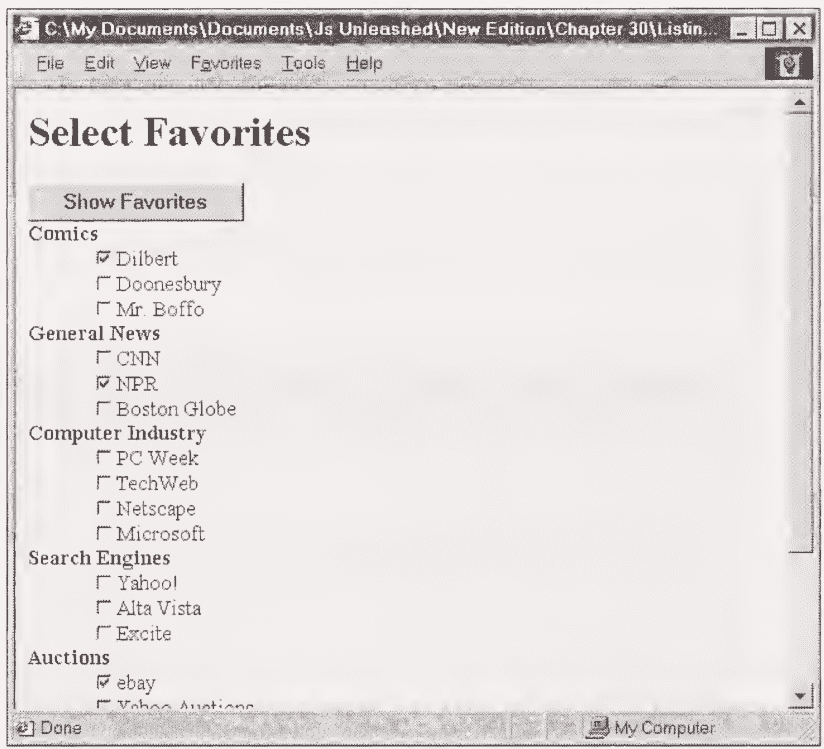 C:\My Documents\Documents\Js Unleashed\New Edition\Chapter 30\Listin...
File Edit View Favorites Tools Help
Select Favorites
Show Favorites
Comics
Dilbert
Doonesbury
Mr. Boffo
General News
CNN
NPR
Boston Globe
Computer Industry
PC Week
TechWeb
Netscape
Microsoft
Search Engines
Yahoo!
Alta Vista
Excite
Auctions
ebay
Yahoo Auctions
Done My Computer